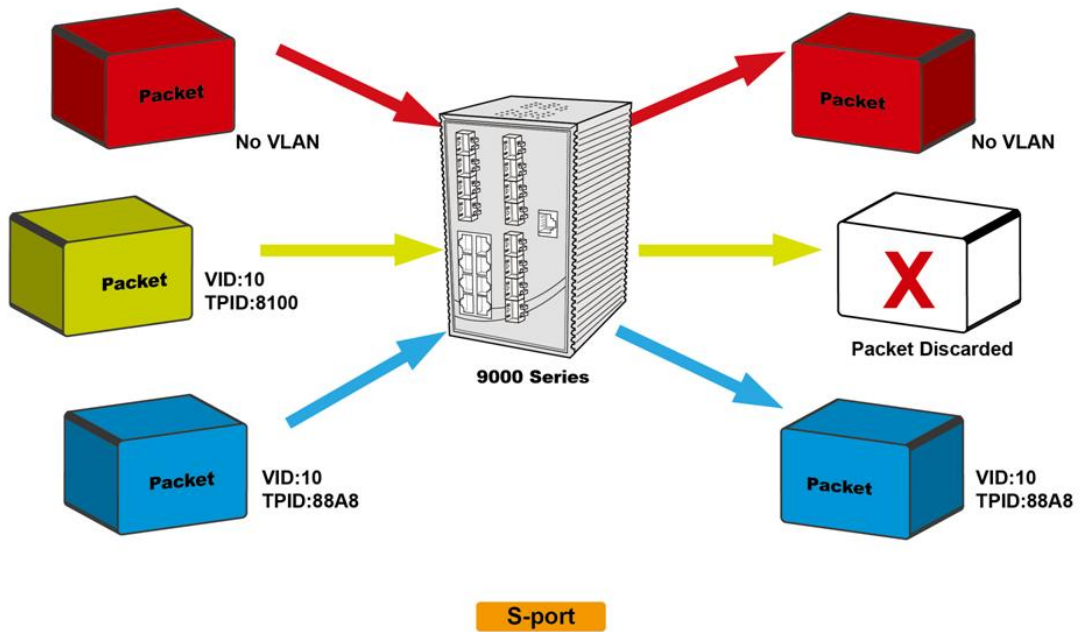 Packet
No VLAN
Packet
No VLAN
Packet
VID:10
TPID:8100
X
Packet Discarded
9000 Series
Packet
VID:10
TPID:88A8
Packet
VID:10
TPID:88A8
S-port